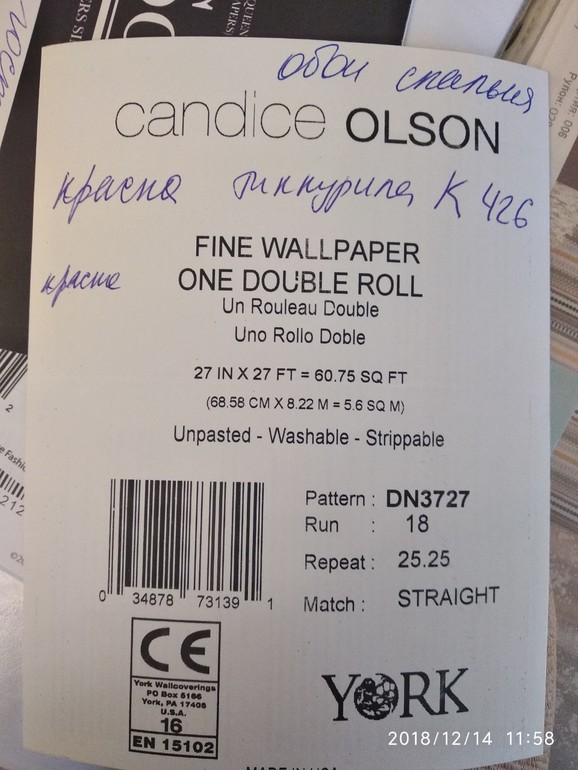 обои спальня
candice OLSON
краска тиккурила К 426
FINE WALLPAPER
краска ONE DOUBLE ROLL
Un Rouleau Double
Uno Rollo Doble
27 IN X 27 FT = 60.75 SQ FT
(68.58 CM X 8.22 M = 5.6 SQ M)
Unpasted - Washable - Strippable
Pattern : DN3727
Run : 18
Repeat : 25.25
Match : STRAIGHT
0 34878 73139 1
CE
York Wallcoverings
PO Box 5166
York, PA 17405
U.S.A.
16
EN 15102
YORK
2018/12/14 11:58
MADE IN USA